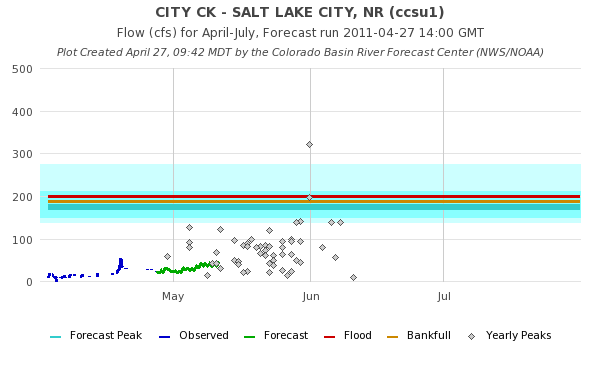 CITY CK - SALT LAKE CITY, NR (ccsu1)
Flow (cfs) for April-July, Forecast run 2011-04-27 14:00 GMT
Plot Created April 27, 09:42 MDT by the Colorado Basin River Forecast Center (NWS/NOAA)
500
400
300
200
100
0
May Jun Jul
Forecast Peak Observed Forecast Flood Bankfull Yearly Peaks